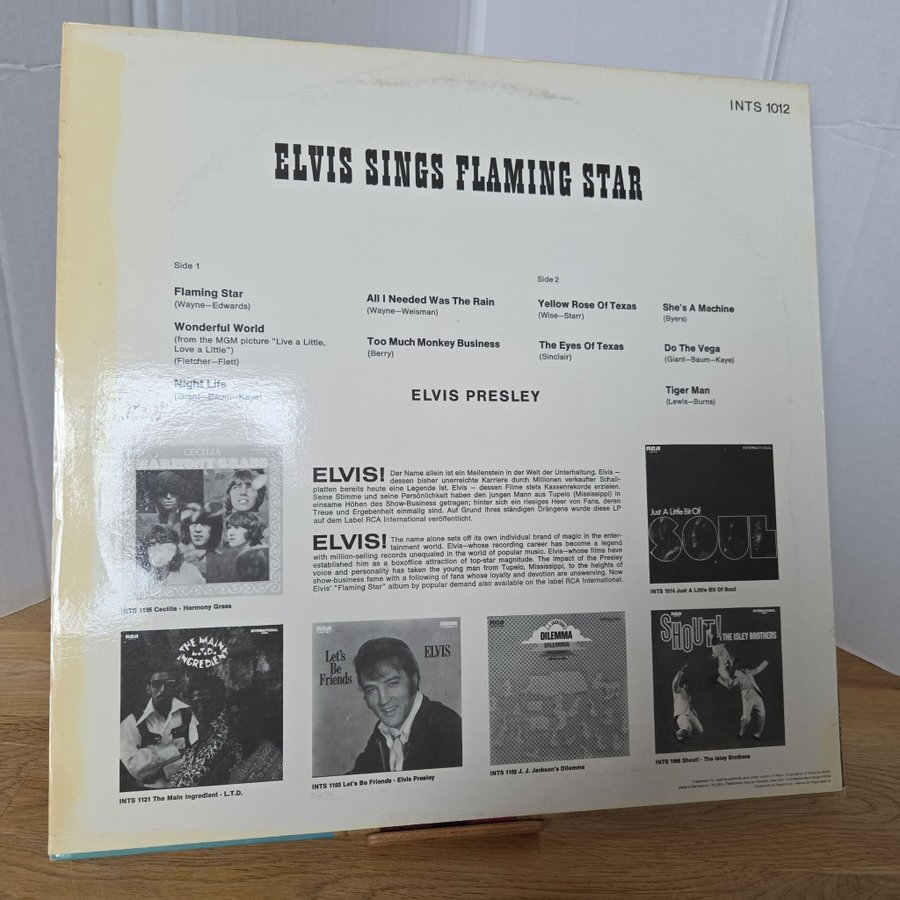 INTS 1012
ELVIS SINGS FLAMING STAR
Side 1
Flaming Star
(Wayne—Edwards)
Wonderful World
(from the MGM picture "Live a Little,
Love a Little")
(Fletcher—Flett)
Night Life
(Giant—Baum—Kaye)
All I Needed Was The Rain
(Wayne—Weisman)
Too Much Monkey Business
(Berry)
Side 2
Yellow Rose Of Texas
(Wise—Starr)
The Eyes Of Texas
(Sinclair)
She's A Machine
(Byers)
Do The Vega
(Giant—Baum—Kaye)
Tiger Man
(Lewis—Burns)
ELVIS PRESLEY
ELVIS! Der Name allein ist ein Meilenstein in der Welt der Unterhaltung. Elvis —
dessen bisher unerreichte Karriere durch Millionen verkaufter Schall-
platten bereits heute eine Legende ist. Elvis — dessen Filme stets Kassenrekorde erzielen.
Seine Stimme und seine Persönlichkeit haben den jungen Mann aus Tupelo (Mississippi) in
einsame Höhen des Show-Business getragen; hinter sich ein riesiges Heer von Fans, deren
Treue und Ergebenheit einmalig sind. Auf Grund ihres ständigen Drängens wurde diese LP
auf dem Label RCA International veröffentlicht.
ELVIS! The name alone sets off its own individual brand of magic in the enter-
tainment world. Elvis—whose recording career has become a legend
with million-selling records unequaled in the world of popular music. Elvis—whose films have
established him as a boxoffice attraction of top-star magnitude. The impact of the Presley
voice and personality has taken the young man from Tupelo, Mississippi, to the heights of
show-business fame with a following of fans whose loyalty and devotion are unswerving. Now
Elvis' "Flaming Star" album by popular demand also available on the label RCA International.
CECILIA
HARMONY GRASS
INTS 1195 Cecilia - Harmony Grass
RCA
INTERNATIONAL
Just A Little Bit Of
SOUL
INTS 1014 Just A Little Bit Of Soul
RCA
INTERNATIONAL
THE MAIN
L.T.D.
INGREDIENT
INTS 1121 The Main Ingredient - L.T.D.
RCA
Let's
Be
Friends
ELVIS
INTS 1103 Let's Be Friends - Elvis Presley
DILEMMA
DILEMMA
INTS 1102 J. J. Jackson's Dilemma
RCA
INTERNATIONAL
SHOUT!
THE ISLEY BROTHERS
INTS 1098 Shout! - The Isley Brothers